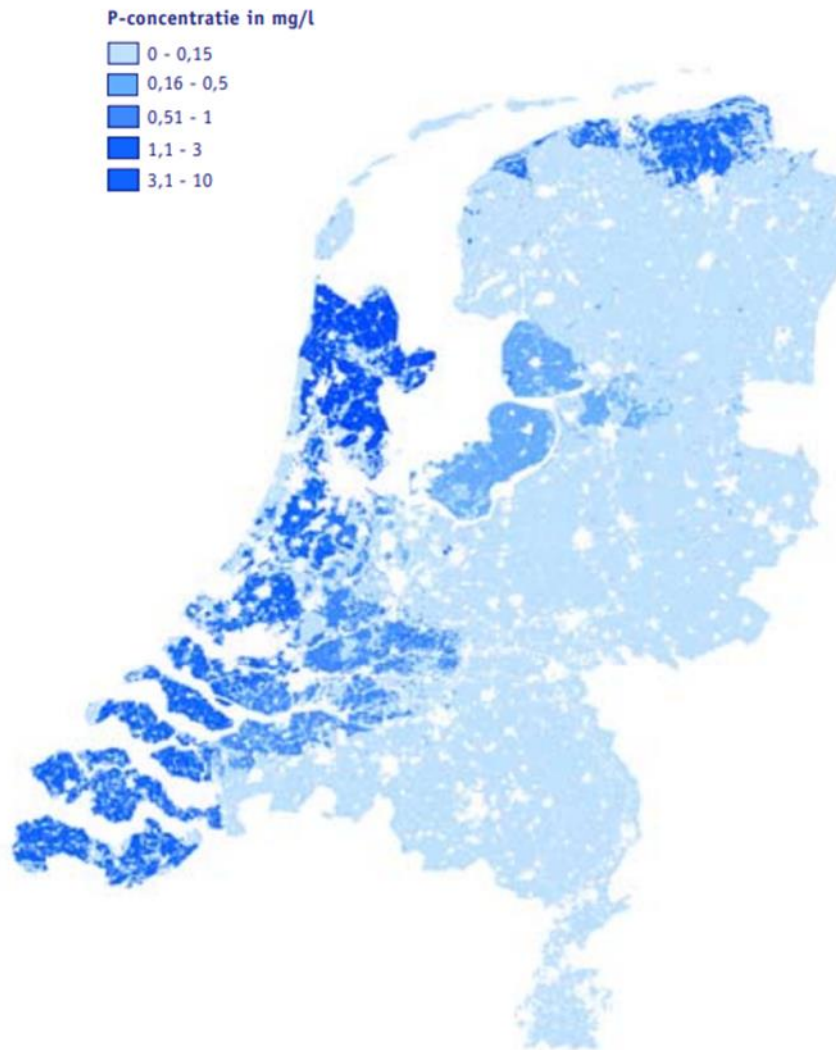 P-concentratie in mg/l
0 - 0,15
0,16 - 0,5
0,51 - 1
1,1 - 3
3,1 - 10